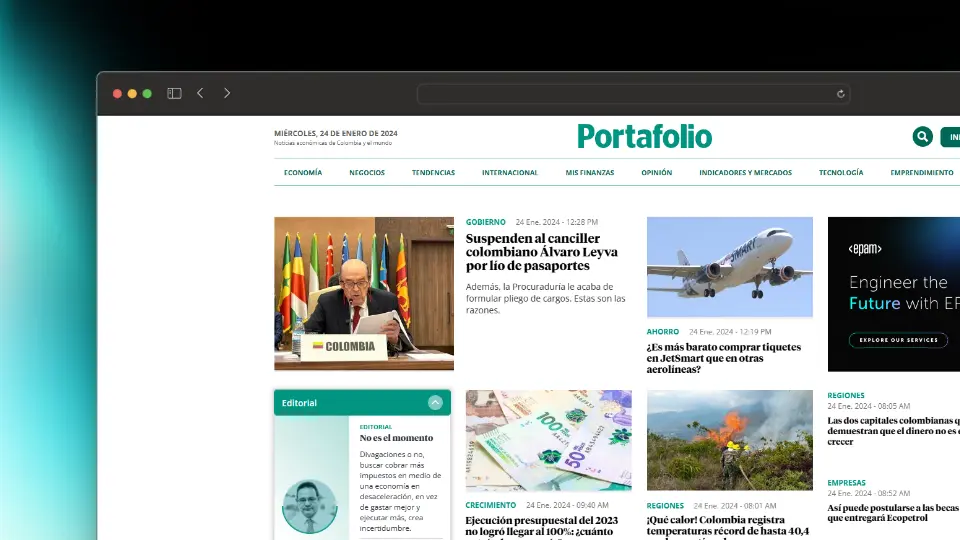 MIÉRCOLES, 24 DE ENERO DE 2024
Noticias económicas de Colombia y el mundo
Portafolio
ECONOMÍA NEGOCIOS TENDENCIAS INTERNACIONAL MIS FINANZAS OPINIÓN INDICADORES Y MERCADOS TECNOLOGÍA EMPRENDIMIENTO
COLOMBIA
GOBIERNO 24 Ene. 2024 - 12:28 PM
Suspenden al canciller
colombiano Álvaro Leyva
por lío de pasaportes
Además, la Procuraduría le acaba de
formular pliego de cargos. Estas son las
razones.
SMART
AHORRO 24 Ene. 2024 - 12:19 PM
¿Es más barato comprar tiquetes
en JetSmart que en otras
aerolíneas?
<epam>
Engineer the
Future with EP
EXPLORE OUR SERVICES
Editorial
EDITORIAL
No es el momento
Divagaciones o no,
buscar cobrar más
impuestos en medio de
una economía en
desaceleración, en vez
de gastar mejor y
ejecutar más, crea
incertidumbre.
100
50
CRECIMIENTO 24 Ene. 2024 - 09:40 AM
Ejecución presupuestal del 2023
no logró llegar al 100%: ¿cuánto
REGIONES 24 Ene. 2024 - 08:01 AM
¡Qué calor! Colombia registra
temperaturas récord de hasta 40,4
REGIONES
24 Ene. 2024 - 08:05 AM
Las dos capitales colombianas q
demuestran que el dinero no es
crecer
EMPRESAS
24 Ene. 2024 - 08:52 AM
Así puede postularse a las becas
que entregará Ecopetrol